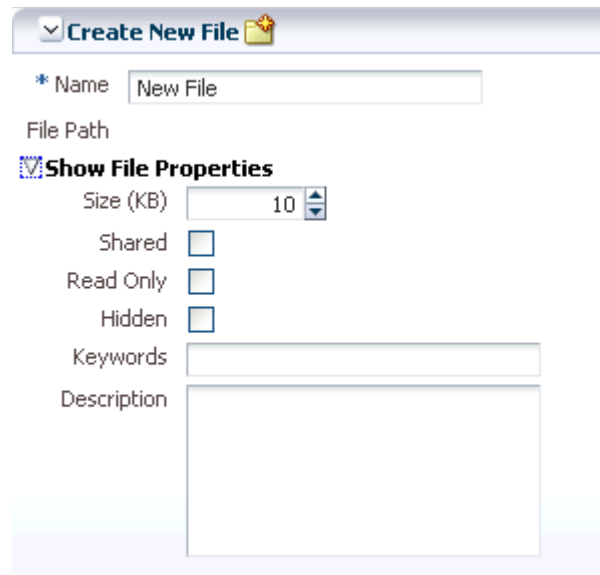 Create New File
* Name New File
File Path
Show File Properties
Size (KB) 10
Shared
Read Only
Hidden
Keywords
Description